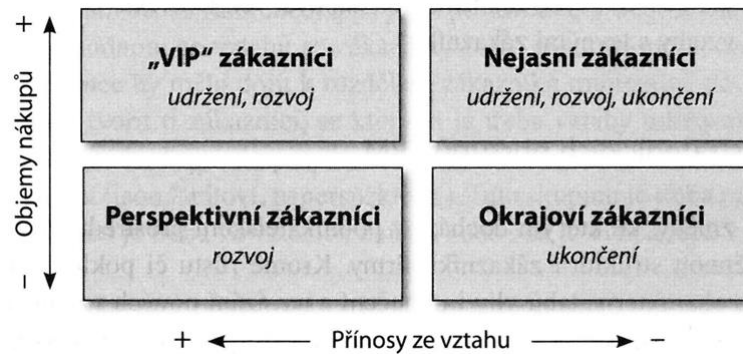 +
Objemy nákupů
–
„VIP“ zákazníci
udržení, rozvoj
Nejasní zákazníci
udržení, rozvoj, ukončení
Perspektivní zákazníci
rozvoj
Okrajoví zákazníci
ukončení
+ Přínosy ze vztahu –